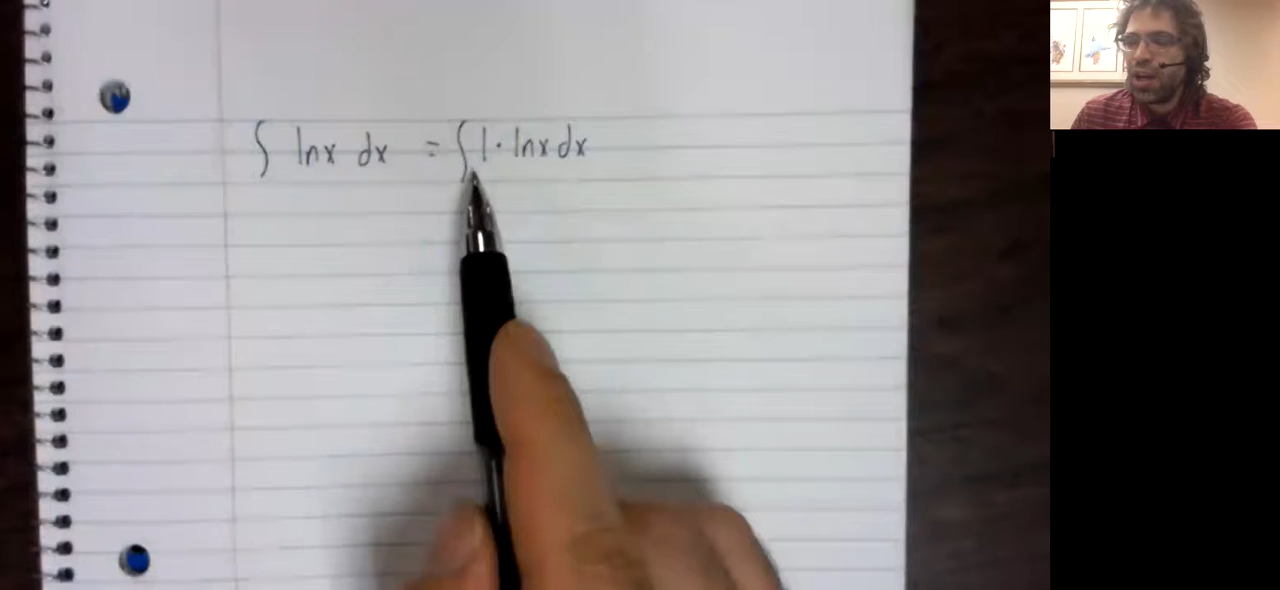 ∫ lnx dx = ∫ 1 · lnx dx